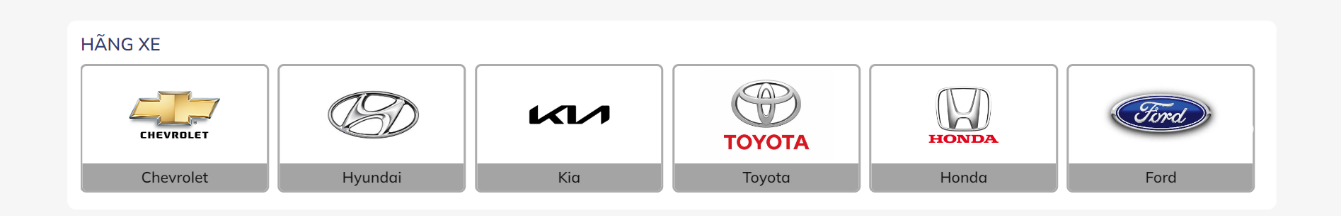 HÃNG XE
CHEVROLET
KIA
TOYOTA
HONDA
Ford
Chevrolet
Hyundai
Kia
Toyota
Honda
Ford